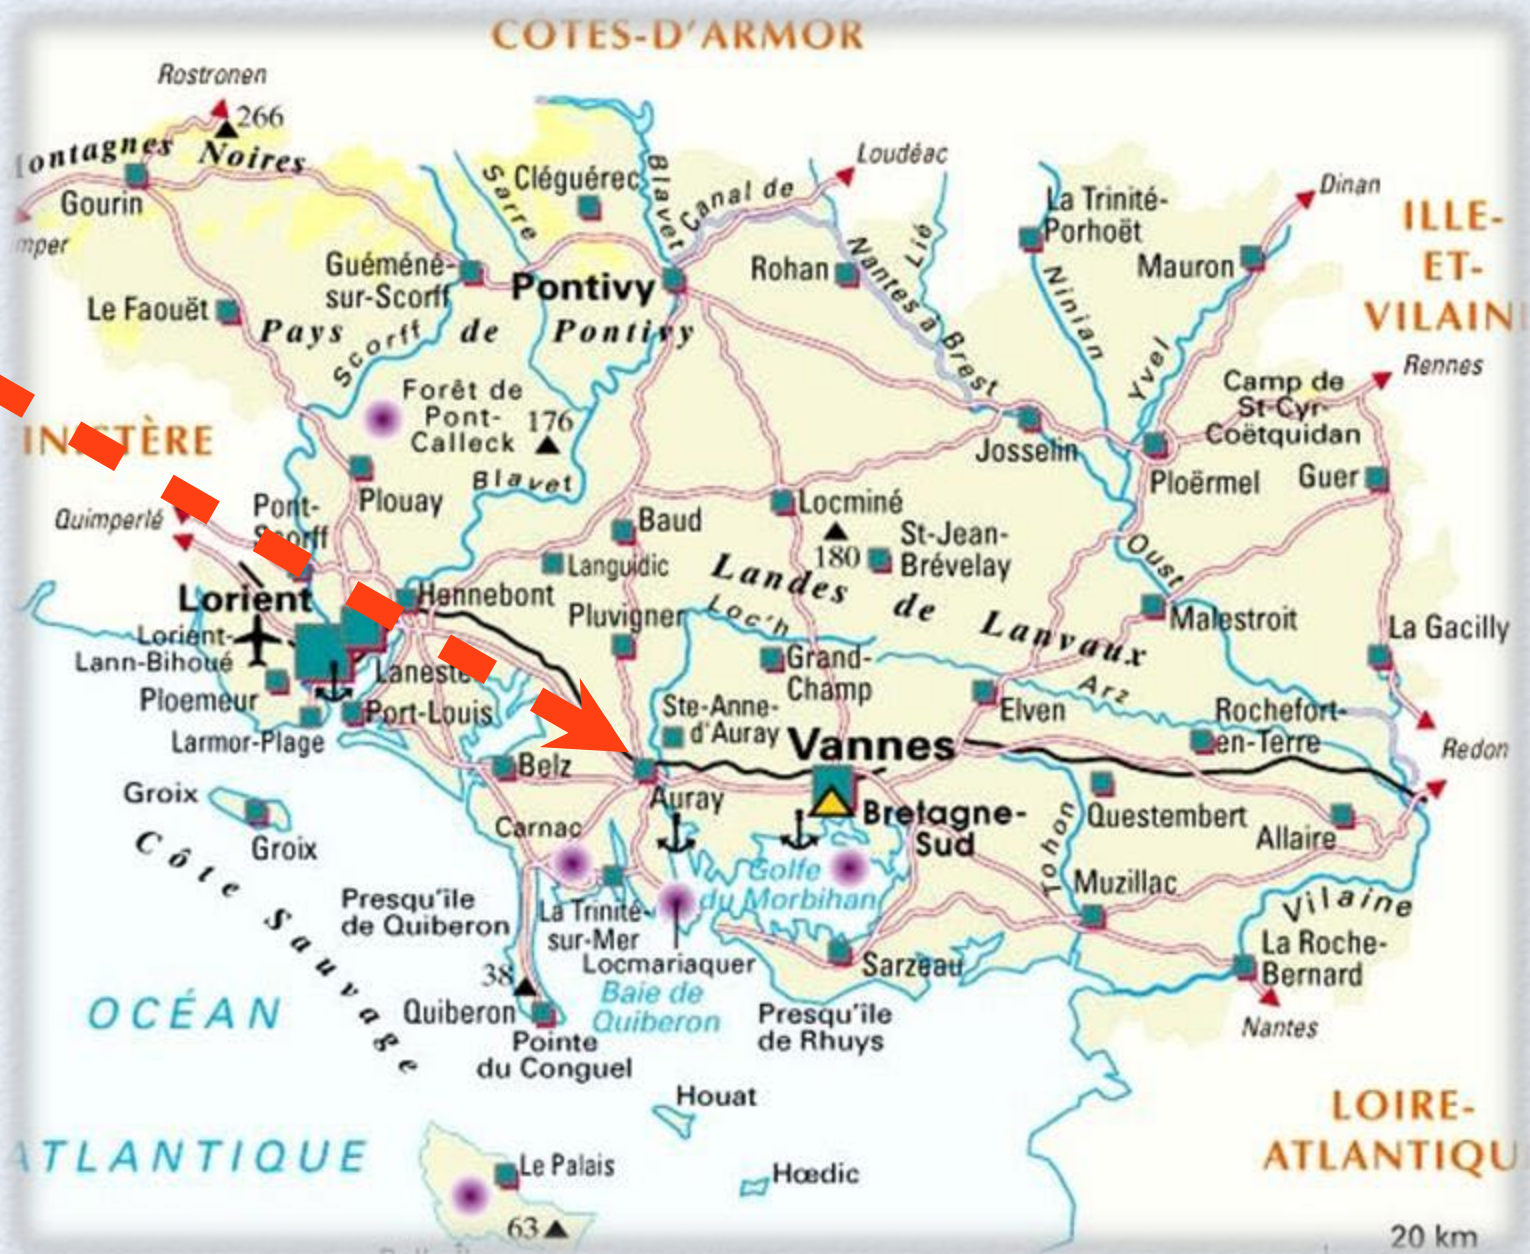 COTES-D'ARMOR
Rostronen
266
ontagnes Noires
Gourin
mper
Sarre
Cléguérec
Blavet
Canal de
Nantes à Brest
Loudéac
Lié
La Trinité-
Porhoët
Ninian
Dinan
Mauron
ILLE-
ET-
VILAIN
Guéméné-
sur-Scorff
Pontivy
Rohan
Le Faouët
Pays de Pontivy
Scorff
Yvel
Rennes
Forêt de
Pont-
Calleck
176
Camp de
St-Cyr-
Coëtquidan
INISTÈRE
Josselin
Ploërmel
Guer
Plouay
Blavet
Quimperlé
Pont-
Scorff
Baud
Locminé
180
St-Jean-
Brévelay
Oust
Languidic
Landes de Lanvaux
Lorient
Hennebont
Pluvigner
Loc'h
Malestroit
La Gacilly
Lorient-
Lann-Bihoué
Grand-
Champ
Ploemeur
Port-Louis
Larmor-Plage
Ste-Anne-
d'Auray
Elven
Arz
Rochefort-
en-Terre
Redon
Vannes
Belz
Auray
Groix
Groix
Carnac
Bretagne-
Sud
Tohon
Questembert
Allaire
Côte Sauvage
Golfe
du Morbihan
Muzillac
Vilaine
Presqu'île
de Quiberon
La Trinité-
sur-Mer
Locmariaquer
Sarzeau
La Roche-
Bernard
38
Quiberon
Baie de
Quiberon
Presqu'île
de Rhuys
Nantes
OCÉAN
Pointe
du Conguel
Houat
LOIRE-
ATLANTIQU
ATLANTIQUE
Le Palais
Hœdic
63
20 km